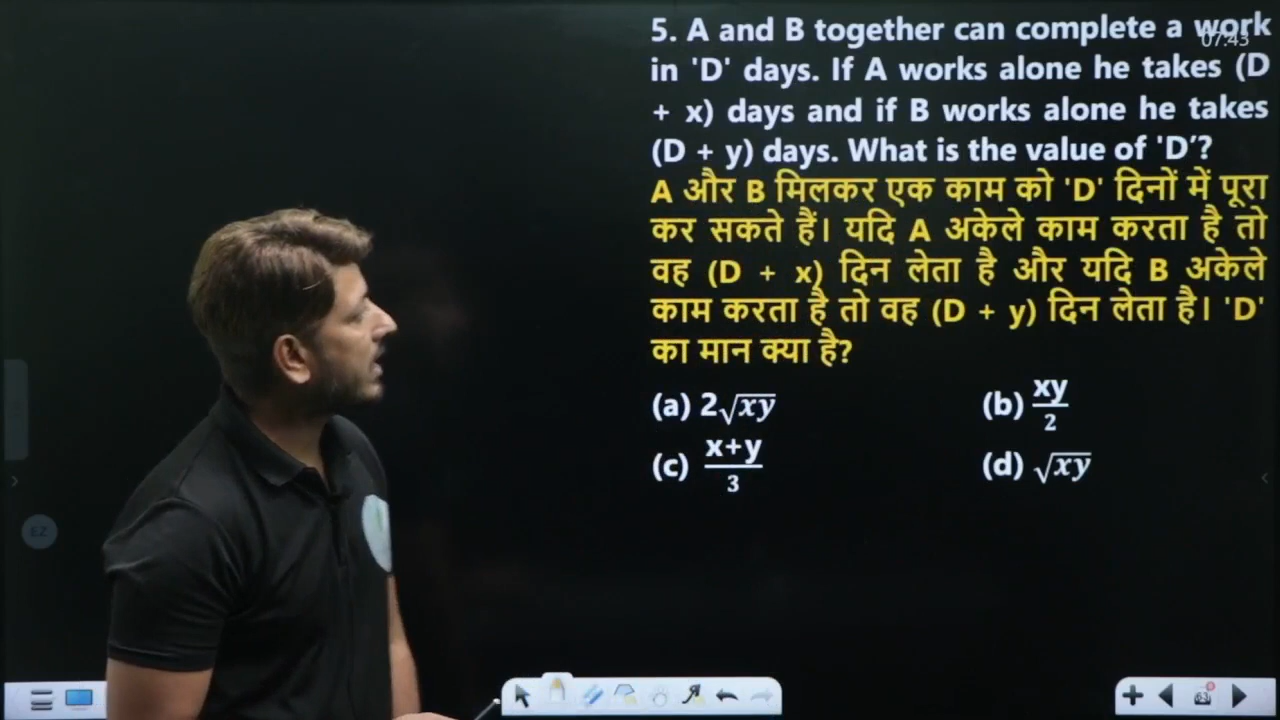 5. A and B together can complete a work
07:43
in 'D' days. If A works alone he takes (D
+ x) days and if B works alone he takes
(D + y) days. What is the value of 'D'?
A और B मिलकर एक काम को 'D' दिनों में पूरा
कर सकते हैं। यदि A अकेले काम करता है तो
वह (D + x) दिन लेता है और यदि B अकेले
काम करता है तो वह (D + y) दिन लेता है। 'D'
का मान क्या है?
(a) 2√xy (b) xy/2
(c) x+y/3 (d) √xy
EZ
63